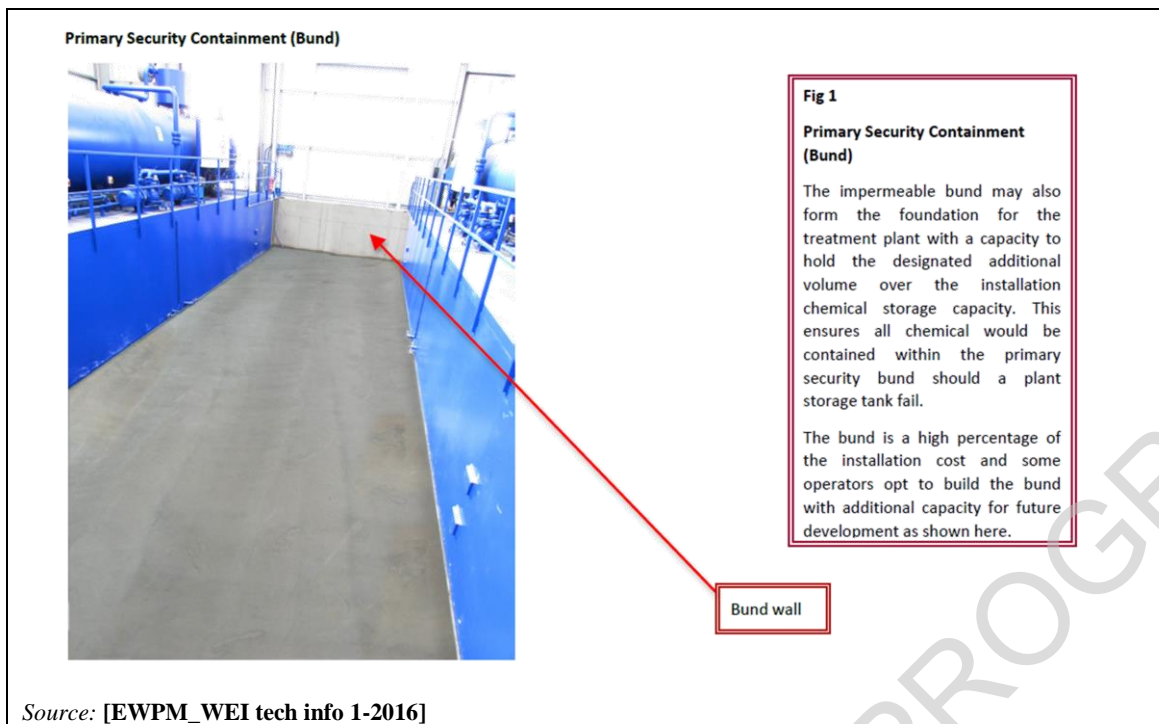 Primary Security Containment (Bund)
Fig 1
Primary Security Containment
(Bund)
The impermeable bund may also
form the foundation for the
treatment plant with a capacity to
hold the designated additional
volume over the installation
chemical storage capacity. This
ensures all chemical would be
contained within the primary
security bund should a plant
storage tank fail.
The bund is a high percentage of
the installation cost and some
operators opt to build the bund
with additional capacity for future
development as shown here.
Bund wall
PROGR
Source: [EWPM_WEI tech info 1-2016]